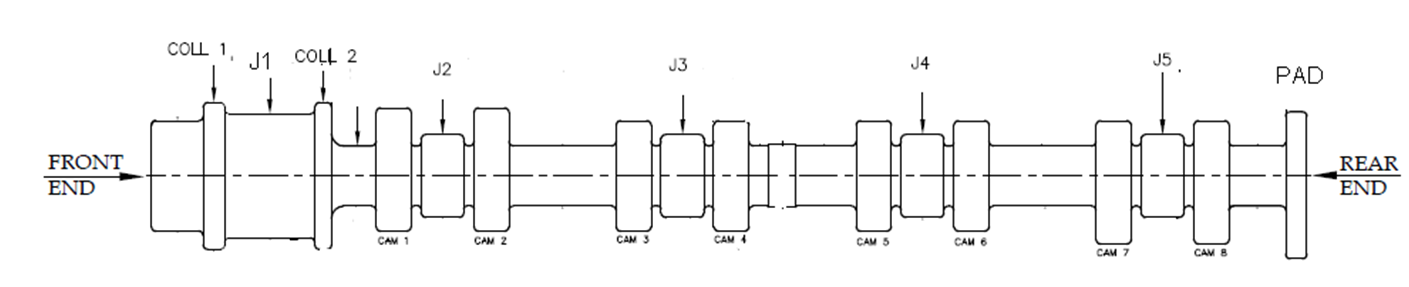 COLL 1
J1
COLL 2
J2
J3
J4
J5
PAD
FRONT
END
REAR
END
CAM 1
CAM 2
CAM 3
CAM 4
CAM 5
CAM 6
CAM 7
CAM 8